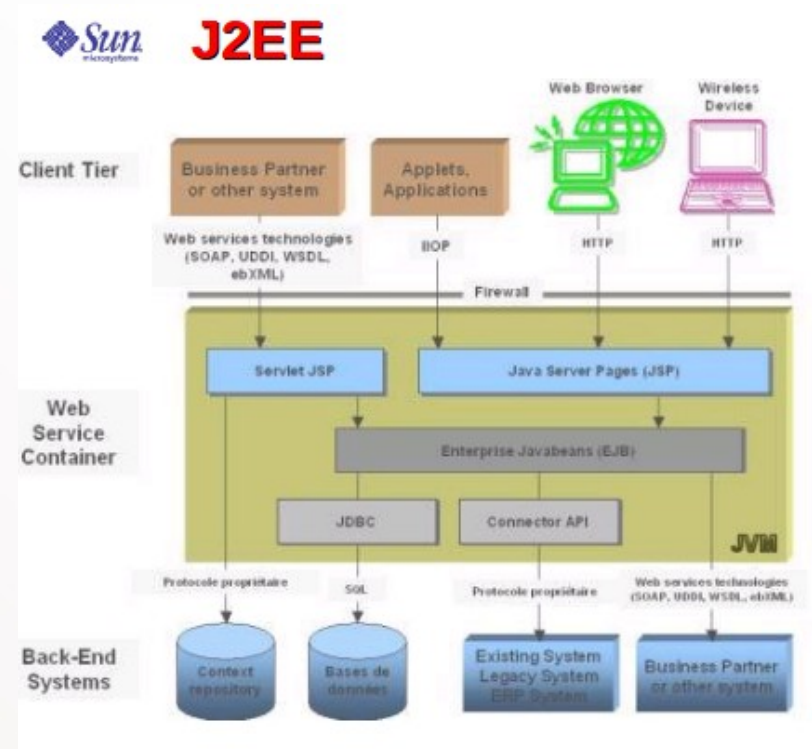 Sun
microsystems
J2EE
Web Browser
Wireless
Device
Client Tier
Business Partner
or other system
Applets,
Applications
Web services technologies
(SOAP, UDDI, WSDL,
ebXML)
IIOP
HTTP
HTTP
Firewall
Servlet JSP
Java Server Pages (JSP)
Web
Service
Container
Enterprise Javabeans (EJB)
JDBC
Connector API
JVM
Protocole propriétaire
SQL
Protocole propriétaire
Web services technologies
(SOAP, UDDI, WSDL, ebXML)
Back-End
Systems
Context
repository
Bases de
données
Existing System
Legacy System
ERP System
Business Partner
or other system